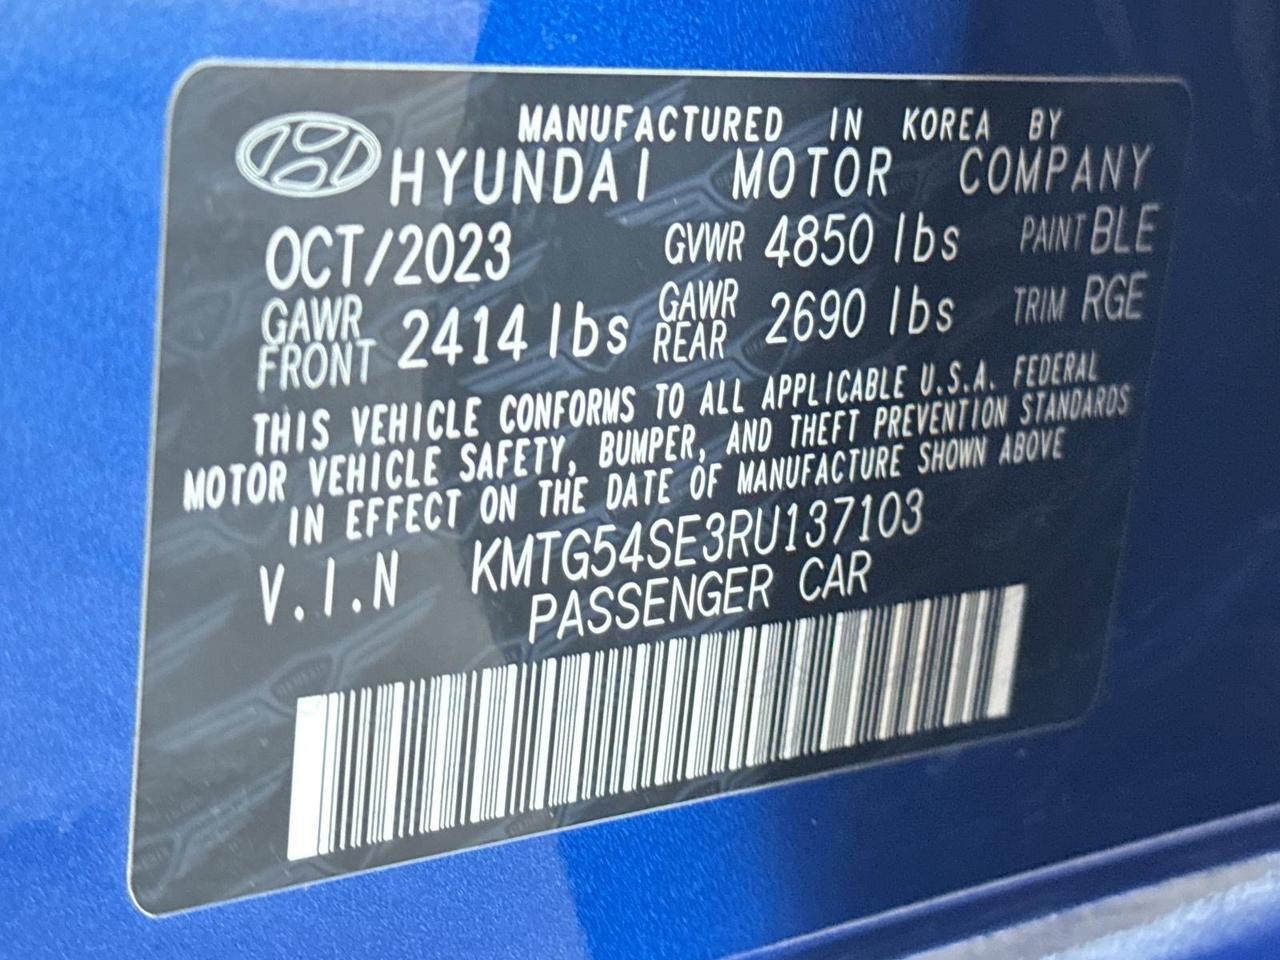 MANUFACTURED IN KOREA BY
HYUNDAI MOTOR COMPANY
OCT/2023 GVWR 4850 lbs PAINT BLE
GAWR FRONT 2414 lbs GAWR REAR 2690 lbs TRIM RGE
THIS VEHICLE CONFORMS TO ALL APPLICABLE U.S.A. FEDERAL
MOTOR VEHICLE SAFETY, BUMPER, AND THEFT PREVENTION STANDARDS
IN EFFECT ON THE DATE OF MANUFACTURE SHOWN ABOVE
V.I.N KMTG54SE3RU137103
PASSENGER CAR